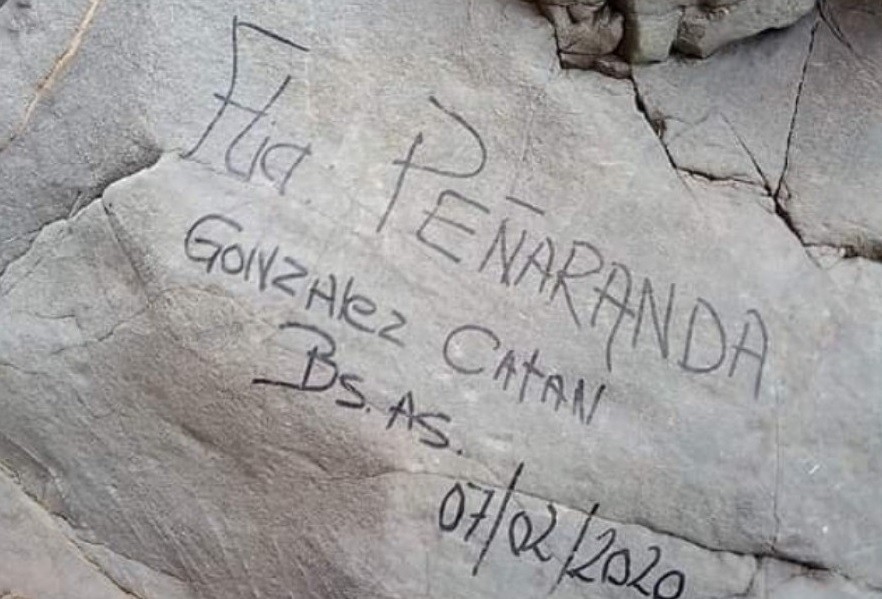 Flia. PEÑARANDA
GONZAlez CATAN
Bs. As.
07/02/2020